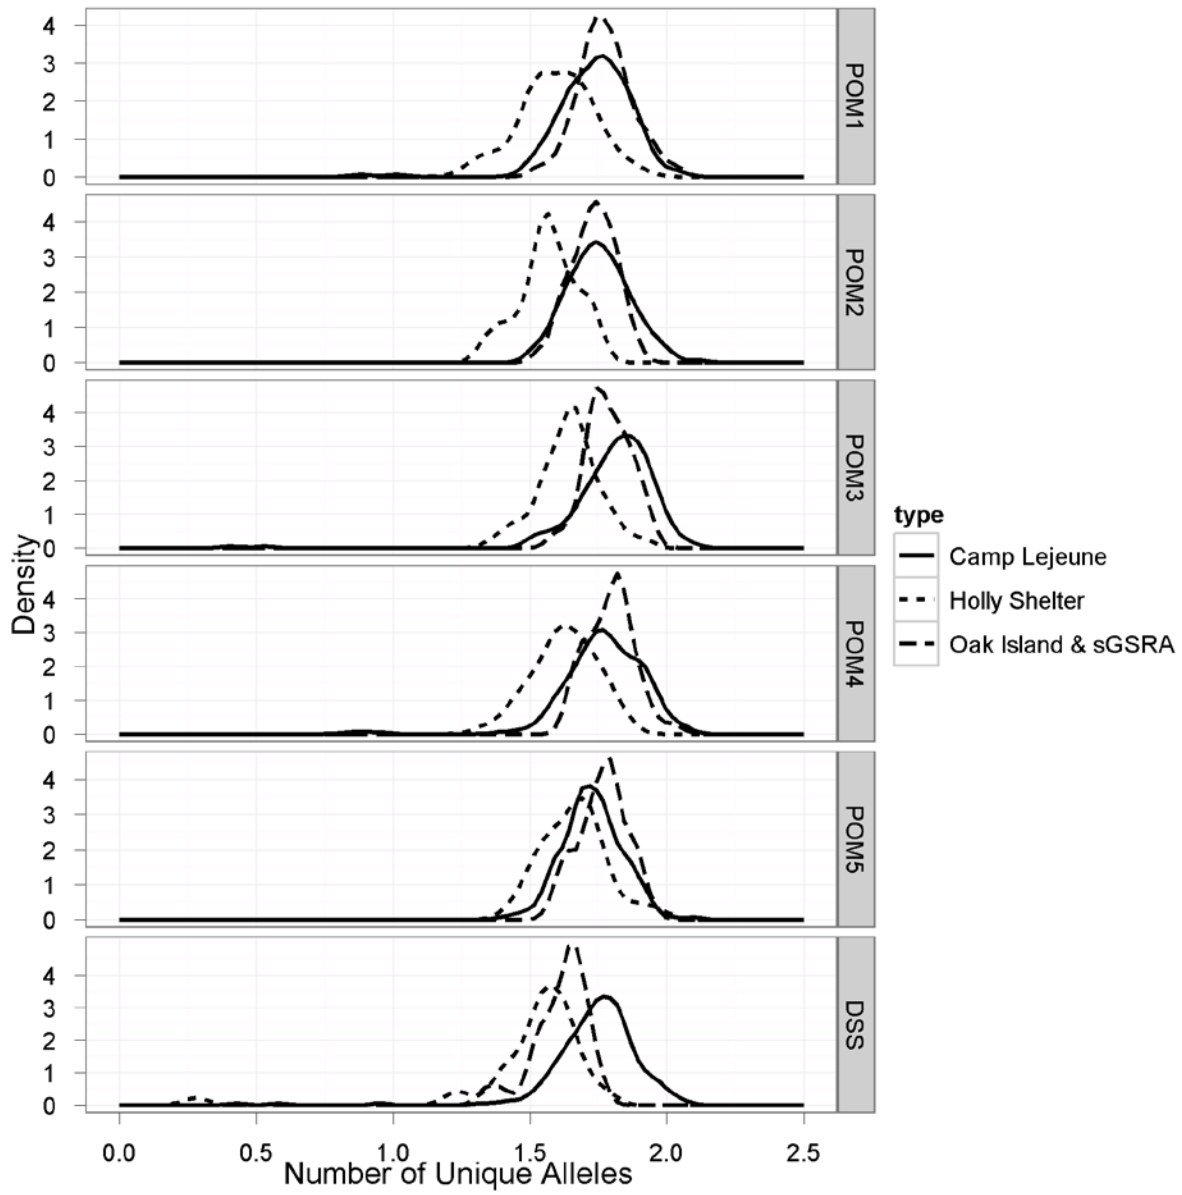 4
3
2
1
0
POM1
4
3
2
1
0
POM2
4
3
2
1
0
POM3
4
3
2
1
0
POM4
4
3
2
1
0
POM5
4
3
2
1
0
DSS
Density
0.0 0.5 1.0 1.5 2.0 2.5
Number of Unique Alleles
type
Camp Lejeune
Holly Shelter
Oak Island & sGSRA